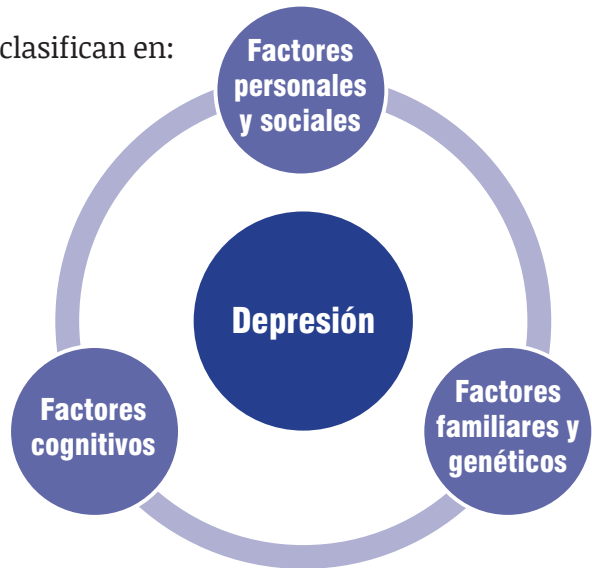 clasifican en:
Factores
personales
y sociales
Depresión
Factores
cognitivos
Factores
familiares y
genéticos